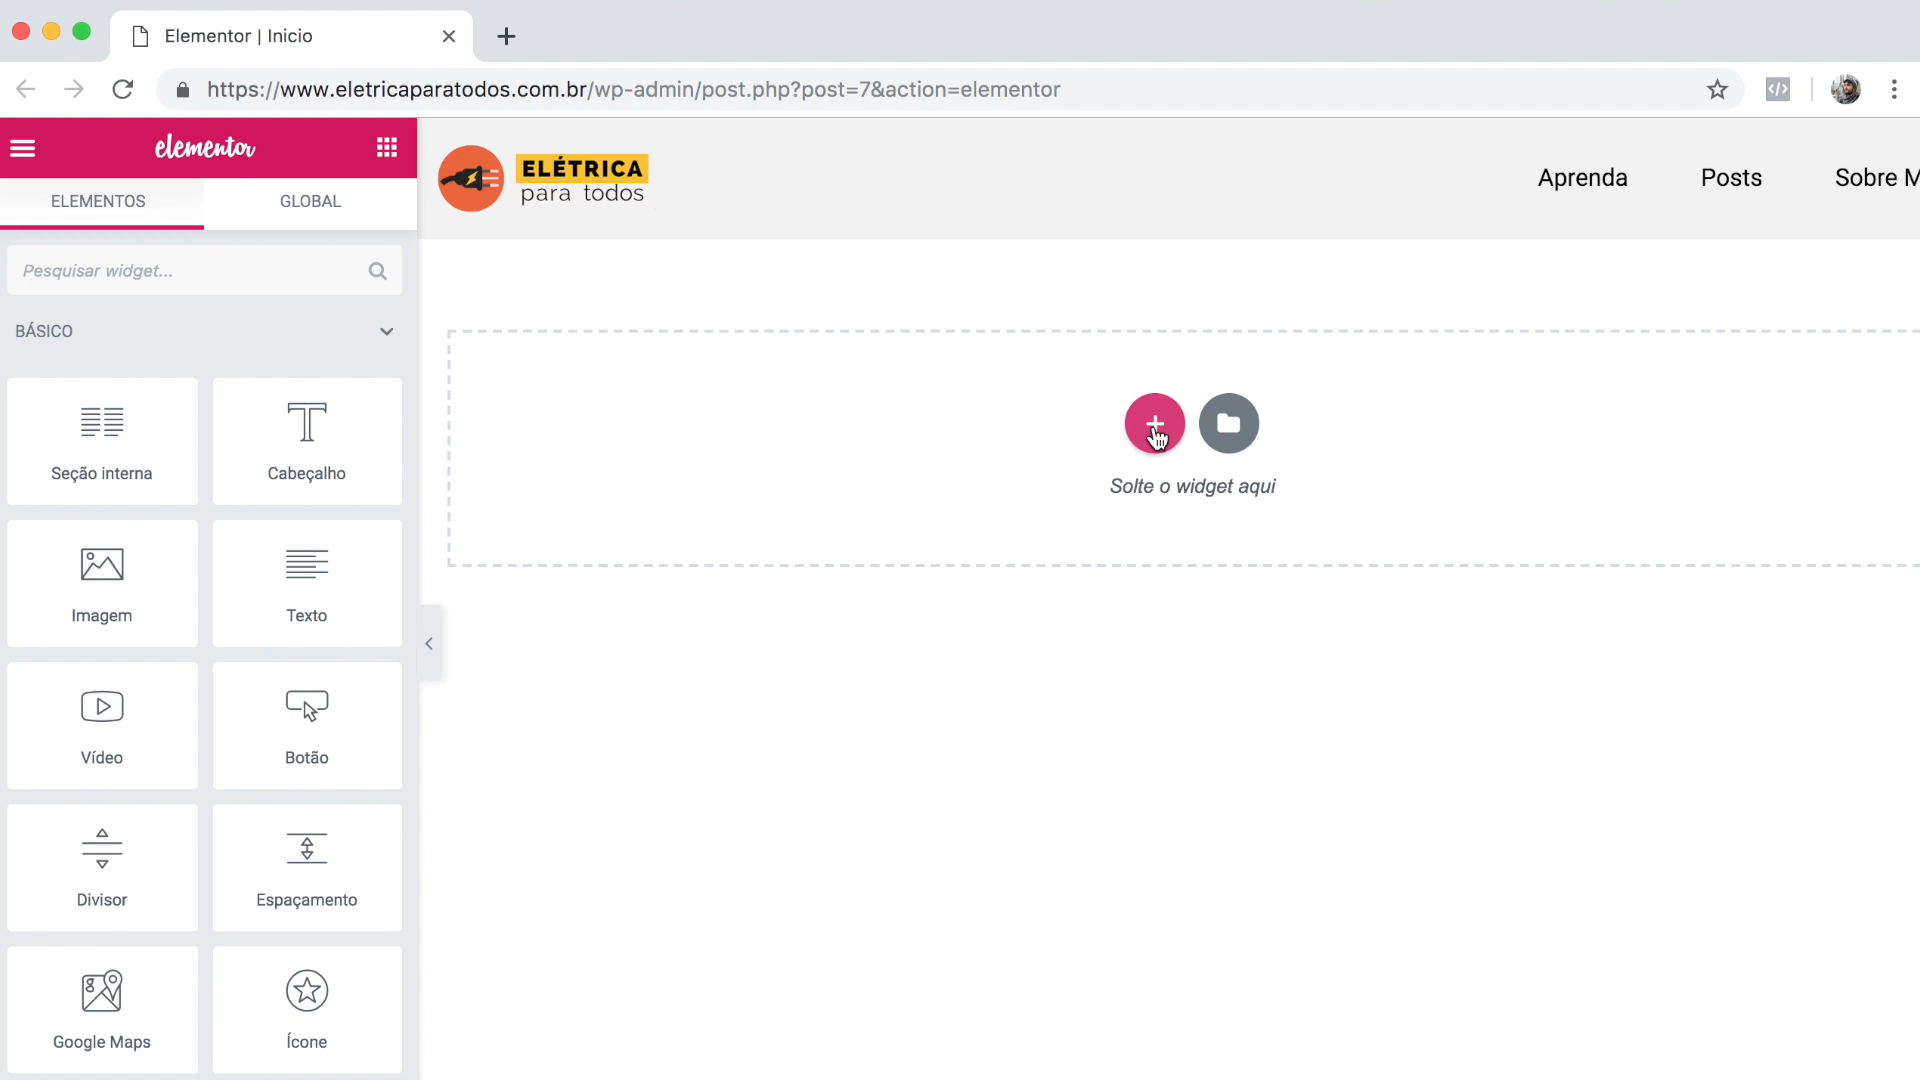 Elementor | Inicio
https://www.eletricaparatodos.com.br/wp-admin/post.php?post=7&action=elementor
elementor
ELEMENTOS
GLOBAL
Pesquisar widget...
BÁSICO
Seção interna
Cabeçalho
Imagem
Texto
Vídeo
Botão
Divisor
Espaçamento
Google Maps
Ícone
ELÉTRICA
para todos
Aprenda
Posts
Sobre M
Solte o widget aqui